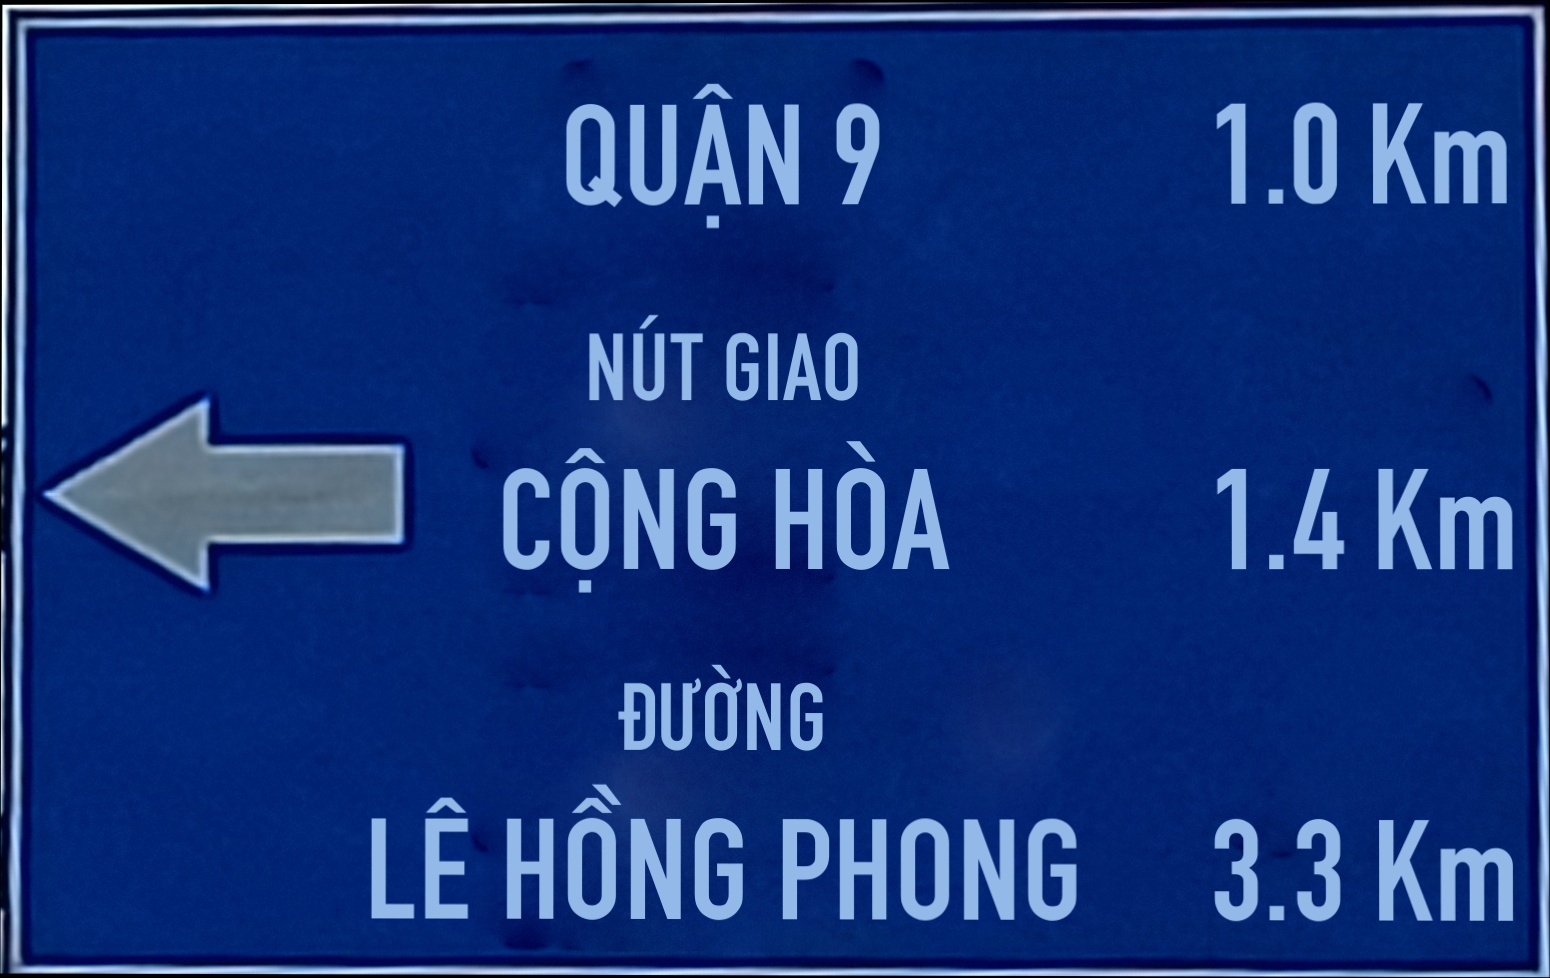 QUẬN 9 1.0 Km
NÚT GIAO
CỘNG HÒA 1.4 Km
ĐƯỜNG
LÊ HỒNG PHONG 3.3 Km